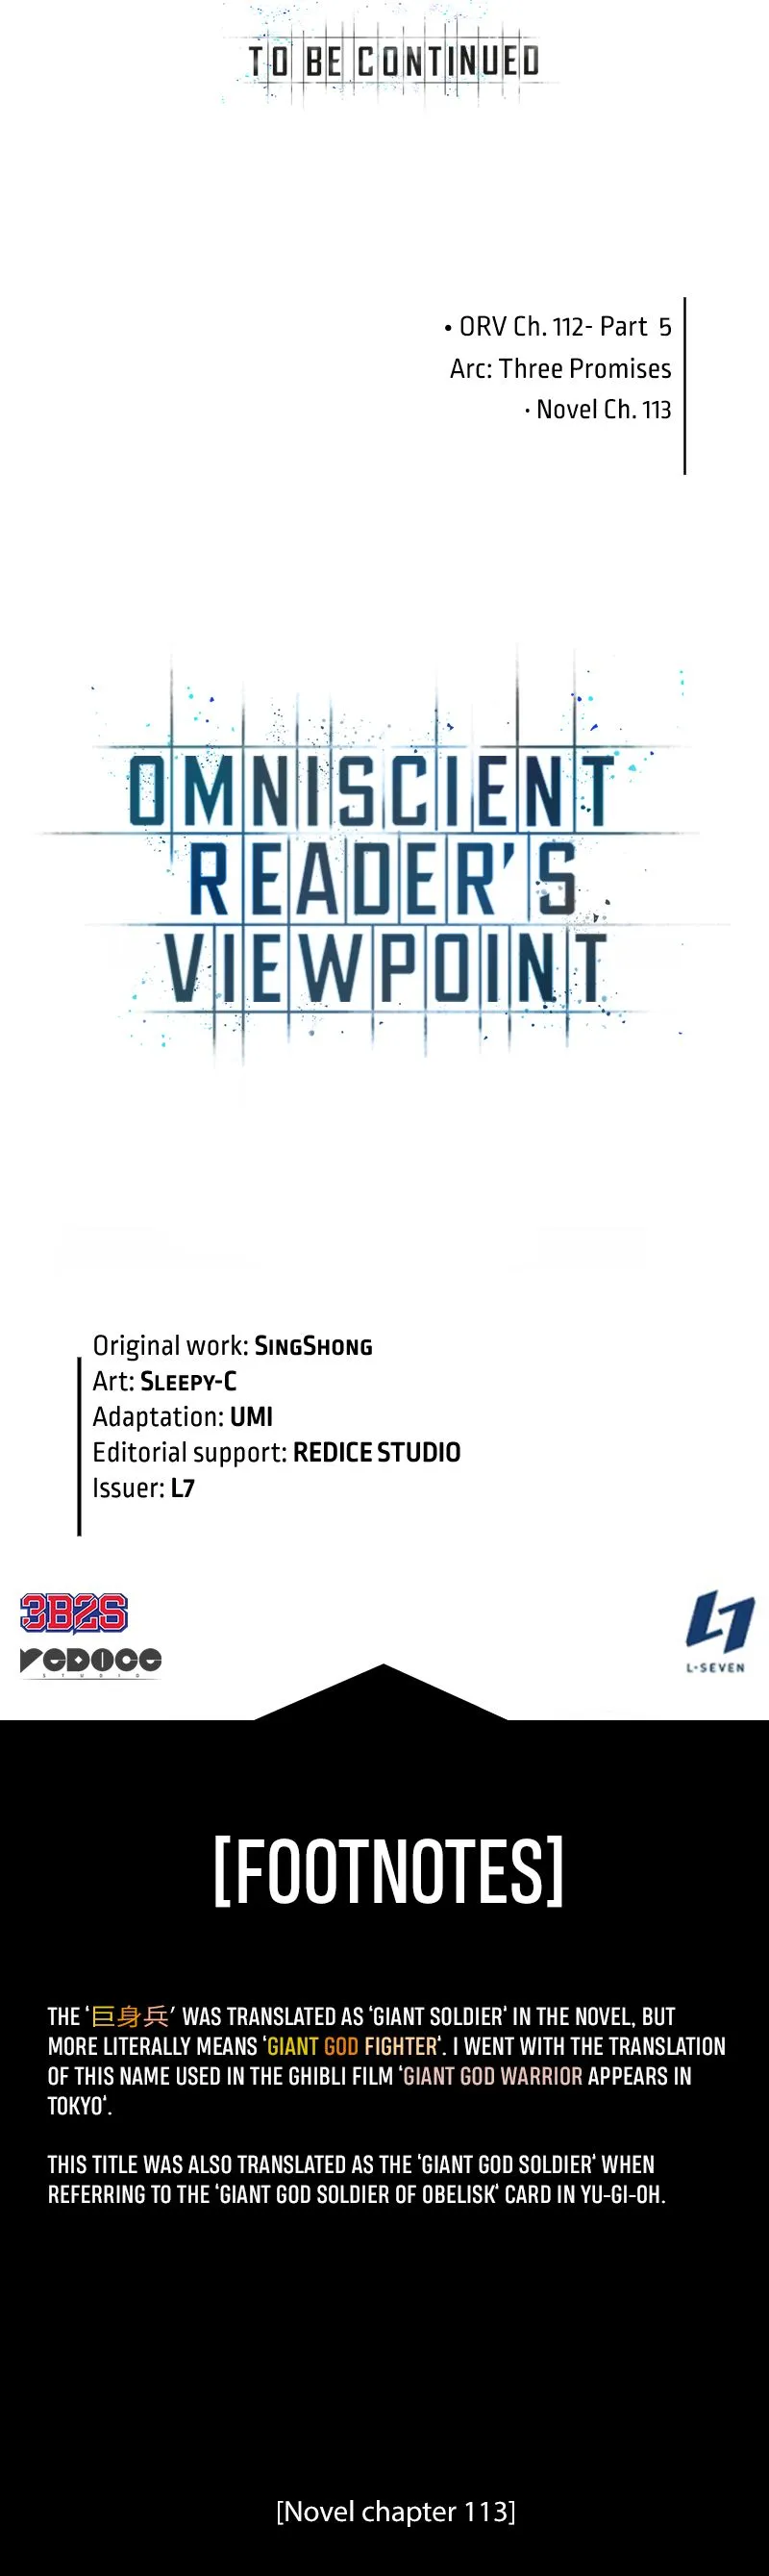 TO BE CONTINUED
• ORV Ch. 112- Part 5
Arc: Three Promises
• Novel Ch. 113
OMNISCIENT
READER'S
VIEWPOINT
Original work: SINGSHONG
Art: SLEEPY-C
Adaptation: UMI
Editorial support: REDICE STUDIO
Issuer: L7
3B2S
REDICE
STUDIO
L7
L·SEVEN
[FOOTNOTES]
THE '巨身兵' WAS TRANSLATED AS 'GIANT SOLDIER' IN THE NOVEL, BUT
MORE LITERALLY MEANS 'GIANT GOD FIGHTER'. I WENT WITH THE TRANSLATION
OF THIS NAME USED IN THE GHIBLI FILM 'GIANT GOD WARRIOR APPEARS IN
TOKYO'.
THIS TITLE WAS ALSO TRANSLATED AS THE 'GIANT GOD SOLDIER' WHEN
REFERRING TO THE 'GIANT GOD SOLDIER OF OBELISK' CARD IN YU-GI-OH.
[Novel chapter 113]